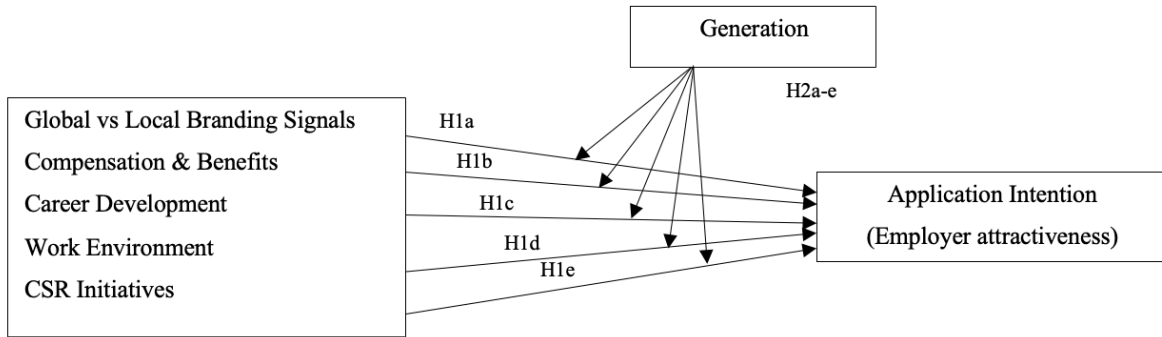 Generation
H2a-e
Global vs Local Branding Signals
Compensation & Benefits
Career Development
Work Environment
CSR Initiatives
H1a
H1b
H1c
H1d
H1e
Application Intention
(Employer attractiveness)